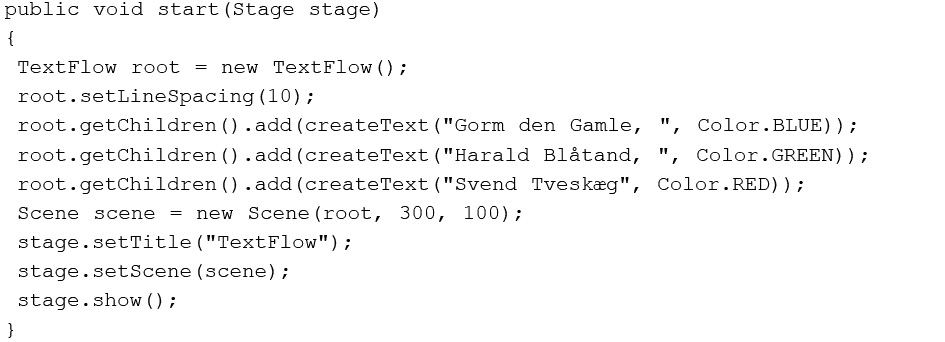 public void start(Stage stage)
{
 TextFlow root = new TextFlow();
 root.setLineSpacing(10);
 root.getChildren().add(createText("Gorm den Gamle, ", Color.BLUE));
 root.getChildren().add(createText("Harald Blåtand, ", Color.GREEN));
 root.getChildren().add(createText("Svend Tveskæg", Color.RED));
 Scene scene = new Scene(root, 300, 100);
 stage.setTitle("TextFlow");
 stage.setScene(scene);
 stage.show();
}